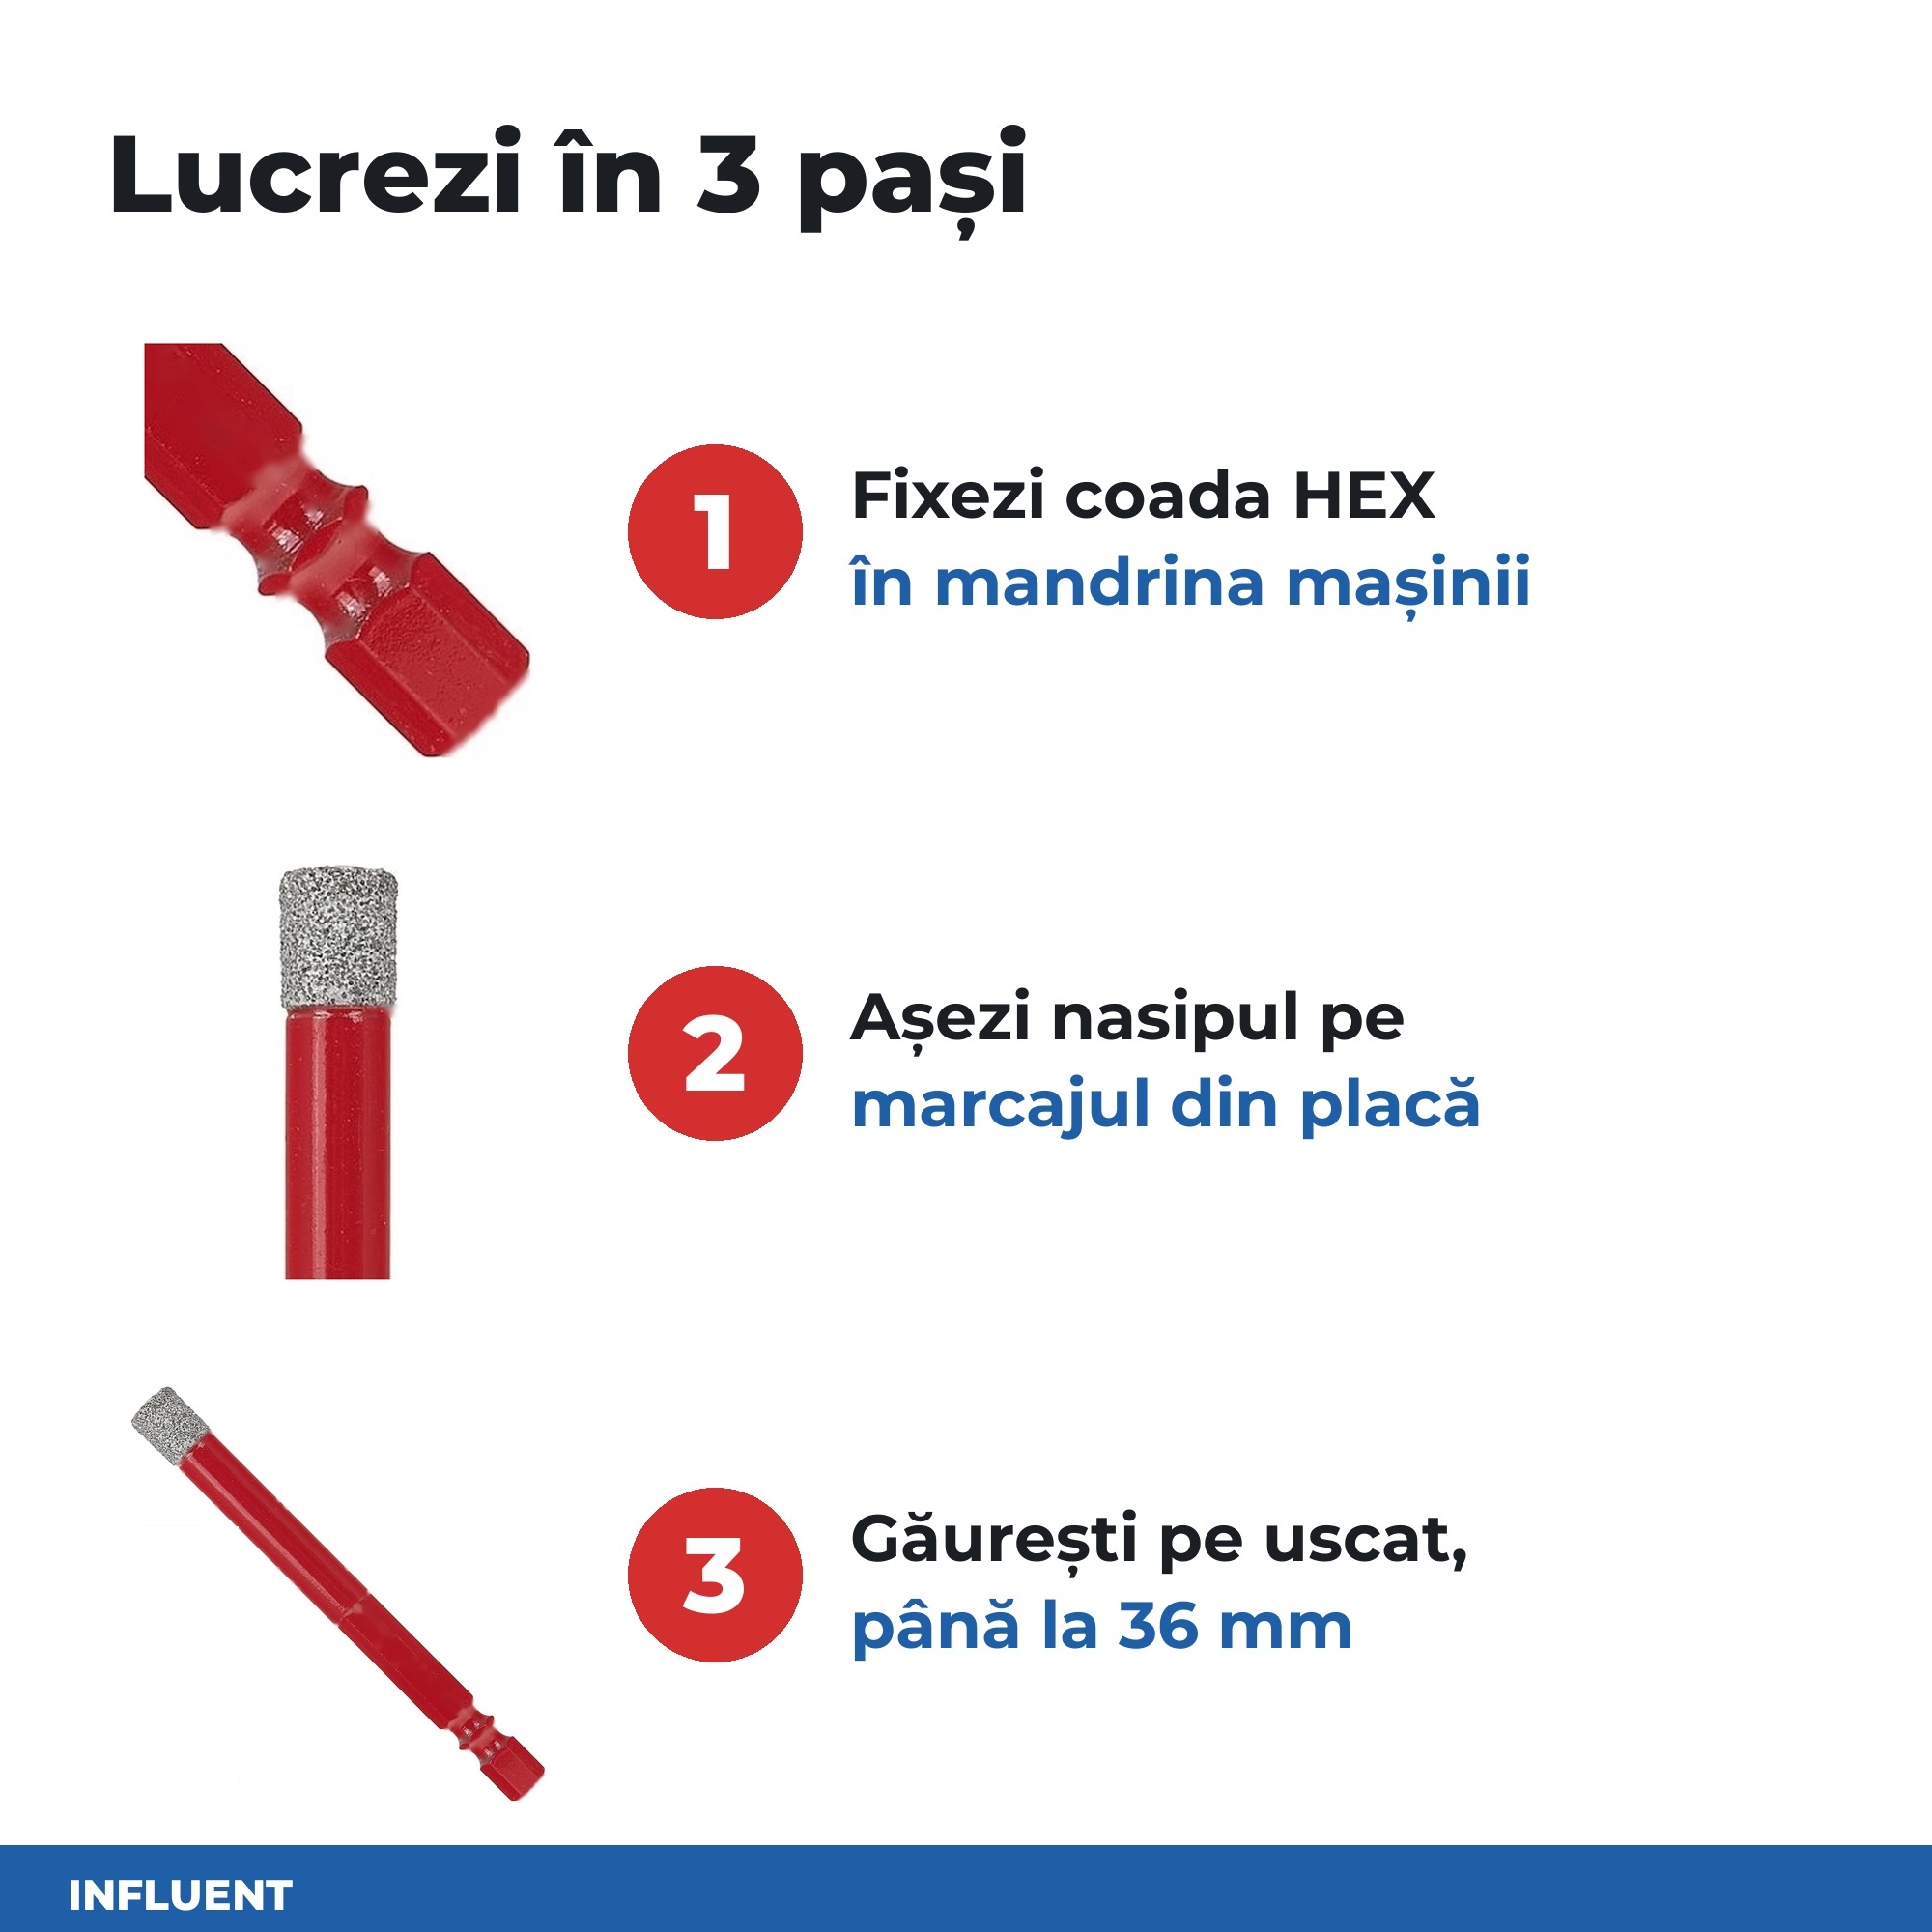 Lucrezi în 3 pași
1
Fixezi coada HEX
în mandrina mașinii
2
Așezi nasipul pe
marcajul din placă
3
Găurești pe uscat,
până la 36 mm
INFLUENT